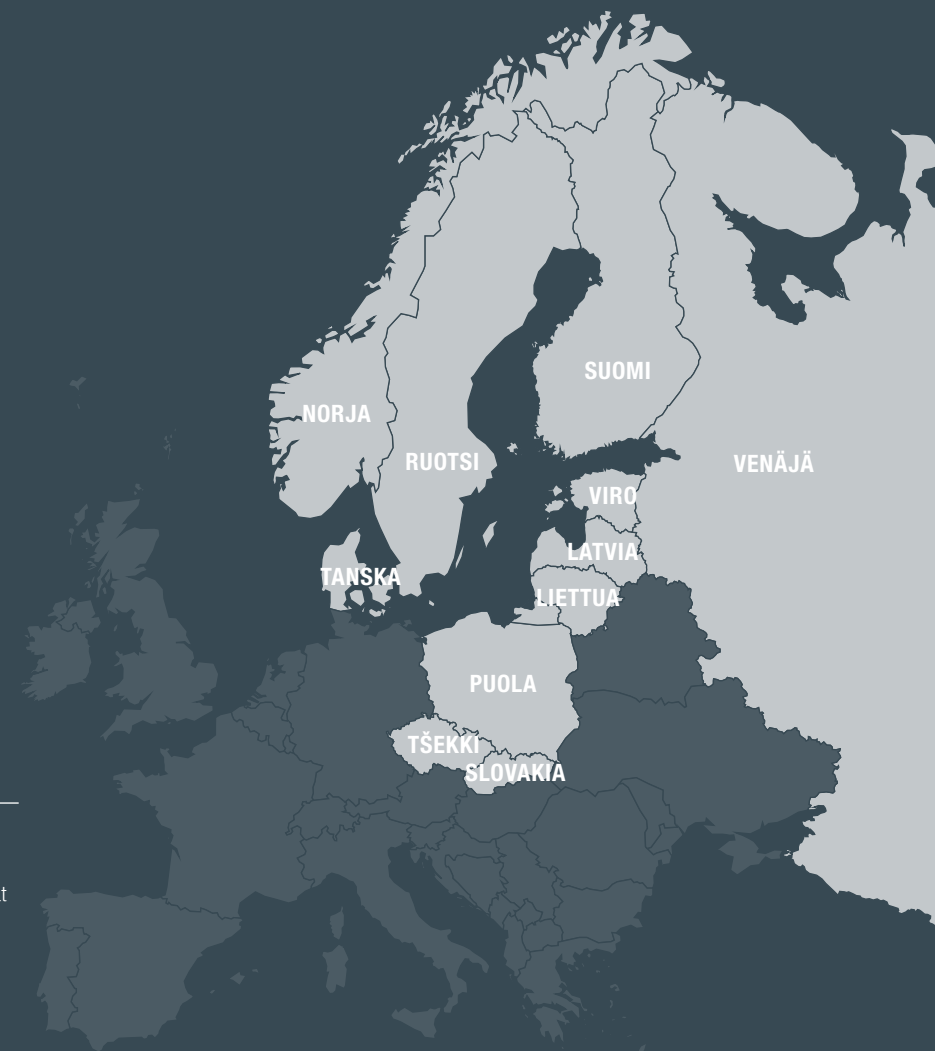 SUOMI
NORJA
RUOTSI
VENÄJÄ
VIRO
LATVIA
TANSKA
LIETTUA
PUOLA
TŠEKKI
SLOVAKIA